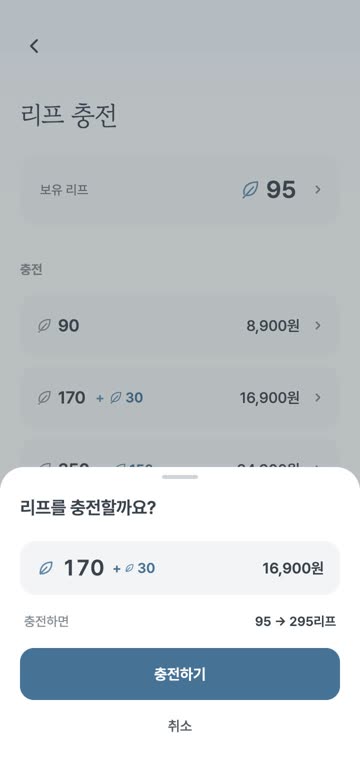 리프 충전
보유 리프 95
충전
90 8,900원
170 + 30 16,900원
리프를 충전할까요?
170 + 30 16,900원
충전하면 95 → 295리프
충전하기
취소